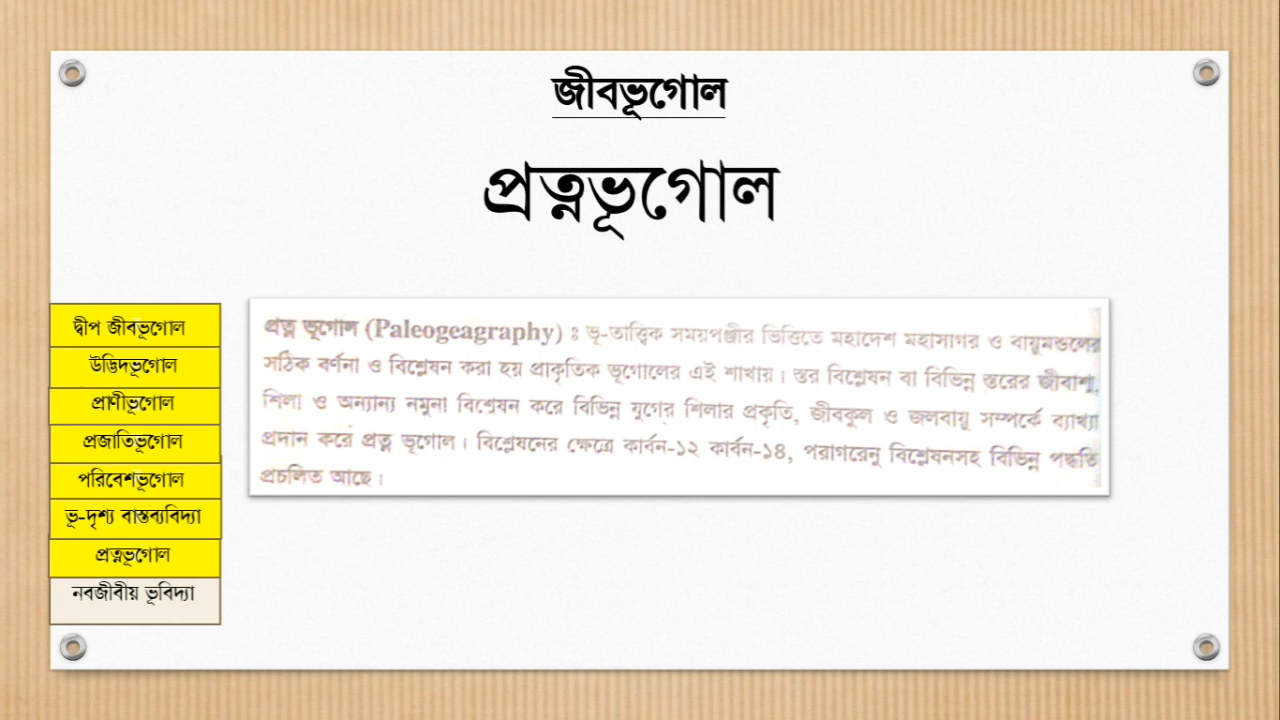 জীবভূগোল
প্রত্নভূগোল
দ্বীপ জীবভূগোল
উদ্ভিদভূগোল
প্রাণীভূগোল
প্রজাতিভূগোল
পরিবেশভূগোল
ভূ-দৃশ্য বাস্তব্যবিদ্যা
প্রত্নভূগোল
নবজীবীয় ভূবিদ্যা
প্রত্ন ভূগোল (Paleogeagraphy) ঃ ভূ-তাত্ত্বিক সময়পঞ্জীর ভিত্তিতে মহাদেশ মহাসাগর ও বায়ুমন্ডলের
সঠিক বর্ণনা ও বিশ্লেষন করা হয় প্রাকৃতিক ভূগোলের এই শাখায়। স্তর বিশ্লেষন বা বিভিন্ন স্তরের জীবাশ্ম,
শিলা ও অন্যান্য নমুনা বিশ্লেষন করে বিভিন্ন যুগের শিলার প্রকৃতি, জীবকূল ও জলবায়ু সম্পর্কে ব্যাখ্যা
প্রদান করে প্রত্ন ভূগোল। বিশ্লেষনের ক্ষেত্রে কার্বন-১২ কার্বন-১৪, পরাগরেনু বিশ্লেষনসহ বিভিন্ন পদ্ধতি
প্রচলিত আছে।